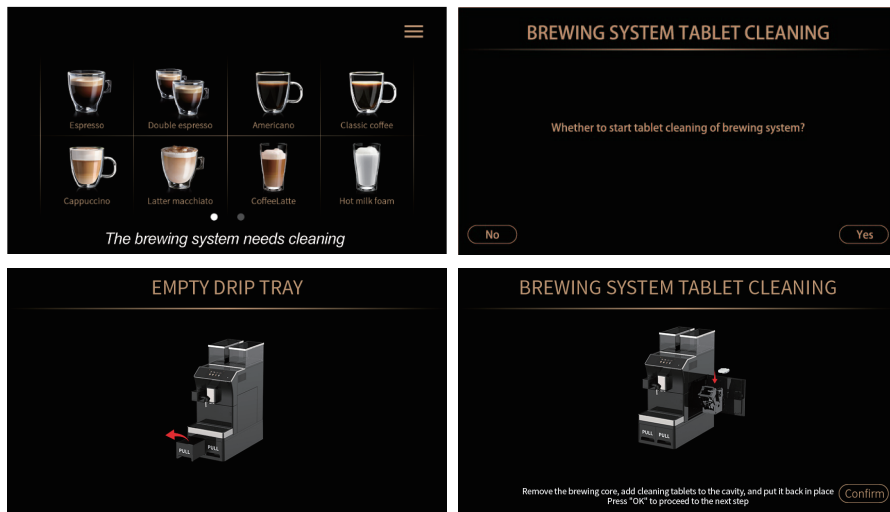 Espresso
Double espresso
Americano
Classic coffee
Cappuccino
Latter macchiato
CoffeeLatte
Hot milk foam
The brewing system needs cleaning
BREWING SYSTEM TABLET CLEANING
Whether to start tablet cleaning of brewing system?
No
Yes
EMPTY DRIP TRAY
PULL
PULL
BREWING SYSTEM TABLET CLEANING
PULL
PULL
Remove the brewing core, add cleaning tablets to the cavity, and put it back in place
Press "OK" to proceed to the next step
Confirm